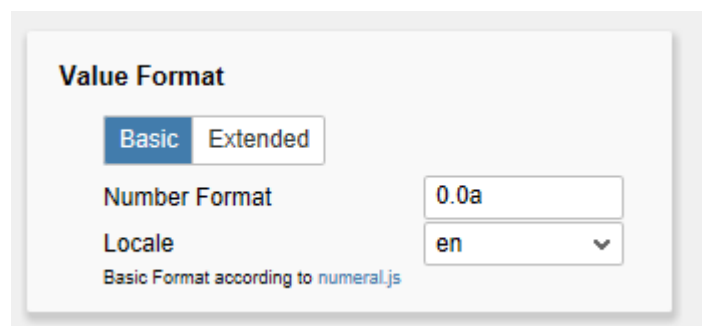 Value Format
Basic Extended
Number Format 0.0a
Locale en
Basic Format according to numeral.js